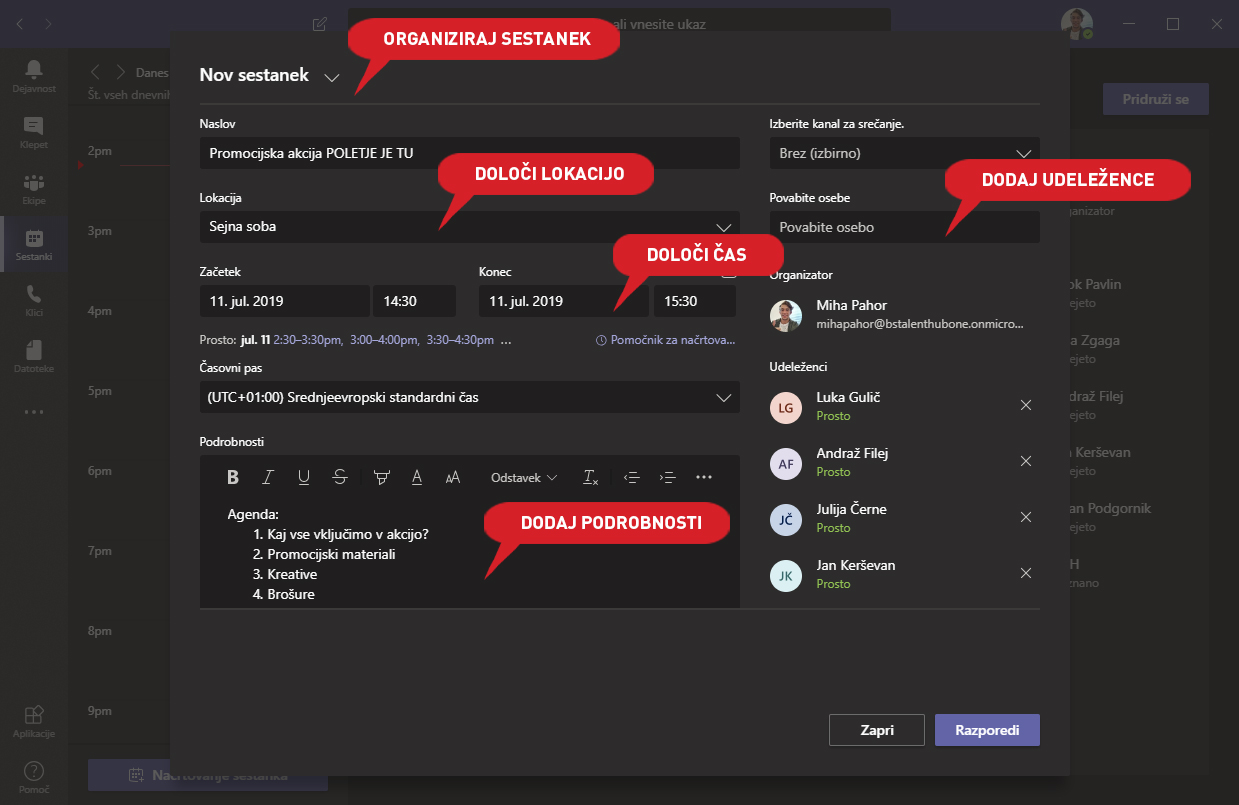 ali vnesite ukaz
ORGANIZIRAJ SESTANEK
Dejavnost
Klepet
Ekipe
Sestanki
Klici
Datoteke
Aplikacije
Pomoč
Danes
Št. vseh dnevnih
2pm
3pm
4pm
5pm
6pm
7pm
8pm
9pm
Načrtovanje sestanka
Nov sestanek
Naslov
Promocijska akcija POLETJE JE TU
DOLOČI LOKACIJO
Lokacija
Sejna soba
DOLOČI ČAS
Začetek
Konec
11. jul. 2019
14:30
11. jul. 2019
15:30
Prosto: jul. 11 2:30–3:30pm, 3:00–4:00pm, 3:30–4:30pm ...
Pomočnik za načrtova...
Časovni pas
(UTC+01:00) Srednjeevropski standardni čas
Podrobnosti
B I U S A AA Odstavek Tx
DODAJ PODROBNOSTI
Agenda:
1. Kaj vse vključimo v akcijo?
2. Promocijski materiali
3. Kreative
4. Brošure
Izberite kanal za srečanje.
Brez (izbirno)
DODAJ UDELEŽENCE
Povabite osebe
Povabite osebo
Organizator
Miha Pahor
mihapahor@bstalenthubone.onmicro...
Udeleženci
LG
Luka Gulič
Prosto
AF
Andraž Filej
Prosto
JČ
Julija Černe
Prosto
JK
Jan Kerševan
Prosto
Zapri
Razporedi
Pridruži se
ganizator
ok Pavlin
ejeto
a Zgaga
ejeto
draž Filej
ejeto
n Kerševan
ejeto
an Podgornik
ejeto
H
znano